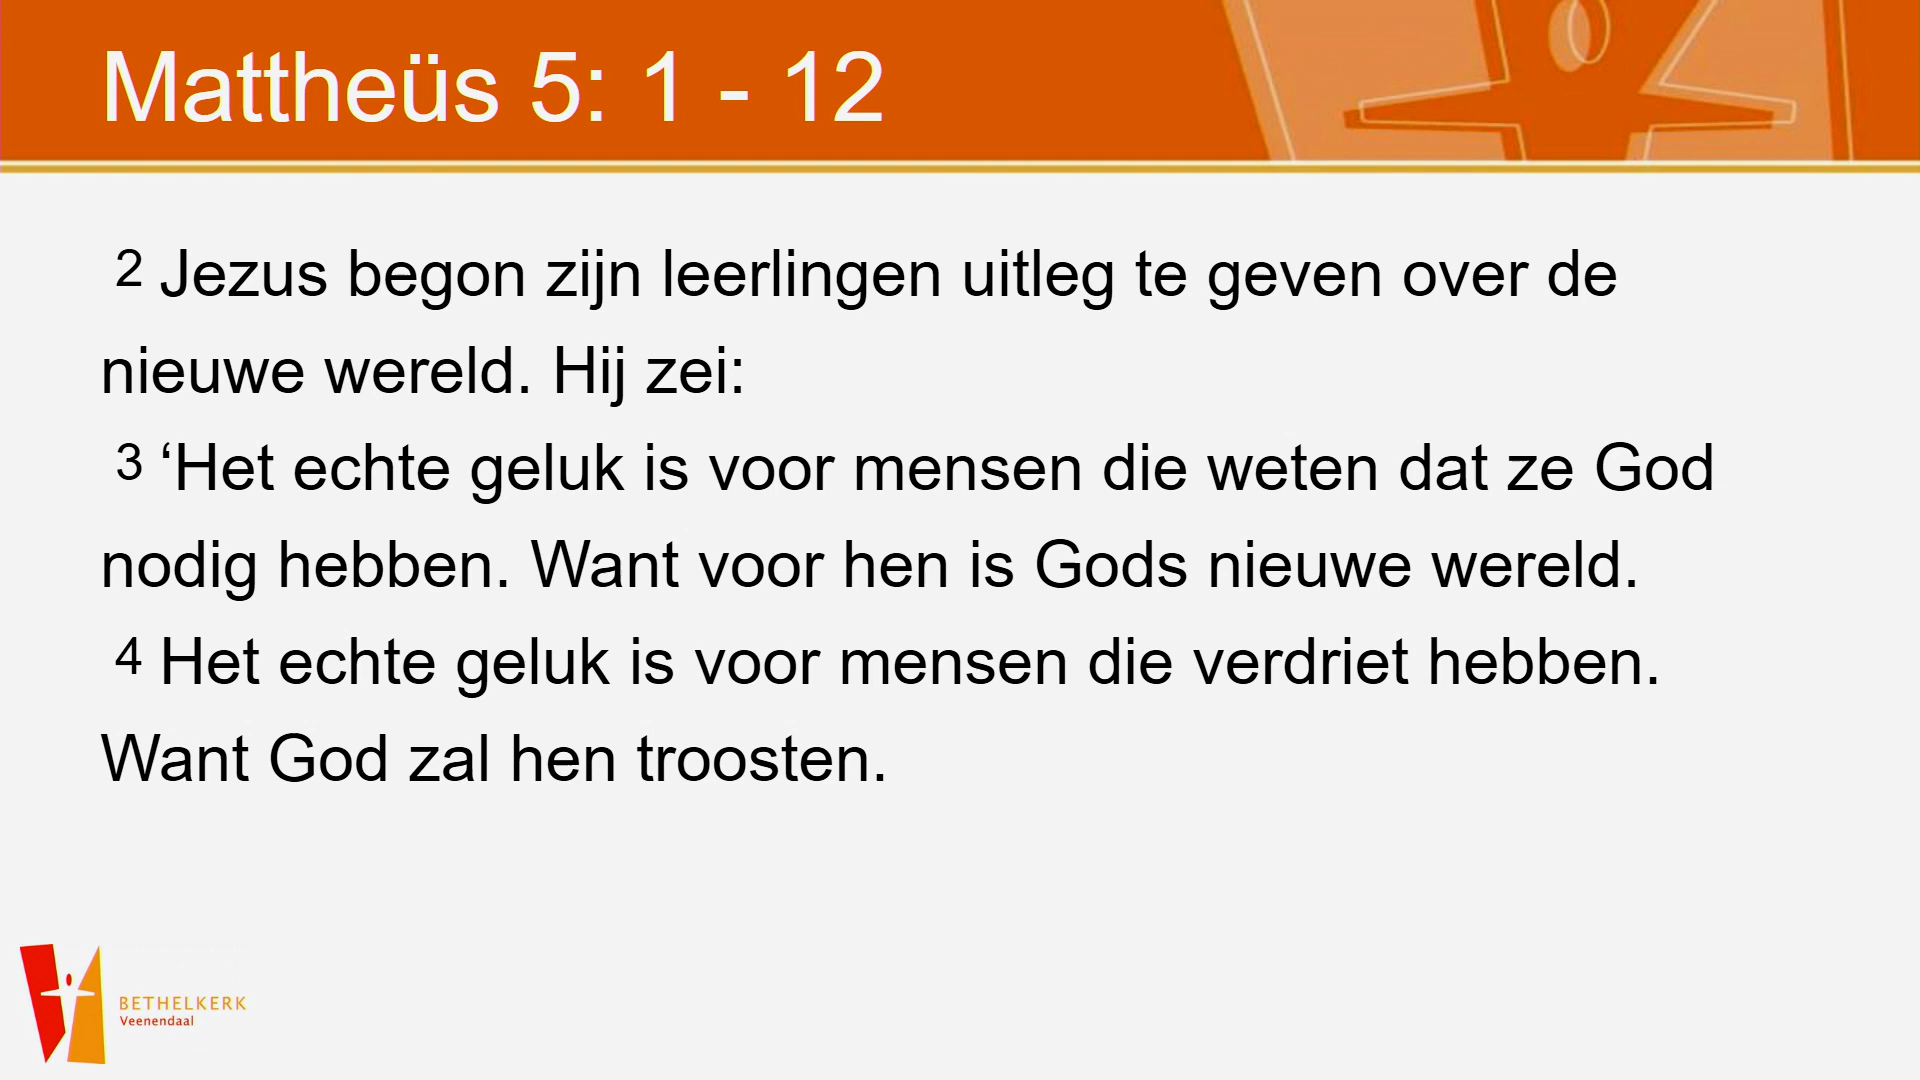 Mattheüs 5: 1 - 12
2 Jezus begon zijn leerlingen uitleg te geven over de
nieuwe wereld. Hij zei:
3 ‘Het echte geluk is voor mensen die weten dat ze God
nodig hebben. Want voor hen is Gods nieuwe wereld.
4 Het echte geluk is voor mensen die verdriet hebben.
Want God zal hen troosten.
BETHELKERK
Veenendaal